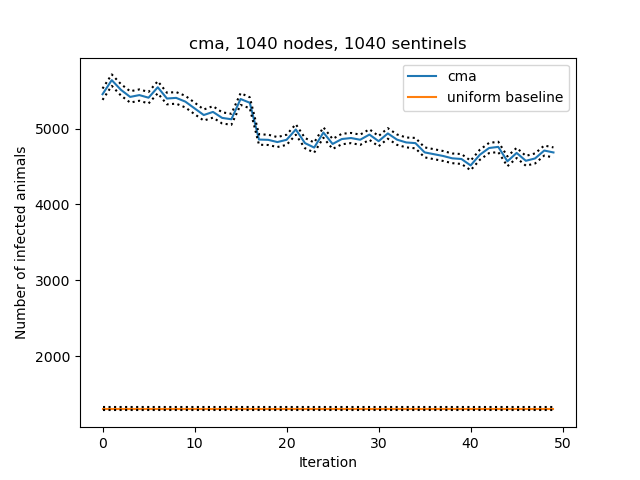 cma, 1040 nodes, 1040 sentinels
cma
uniform baseline
5000
4000
3000
2000
Number of infected animals
0 10 20 30 40 50
Iteration